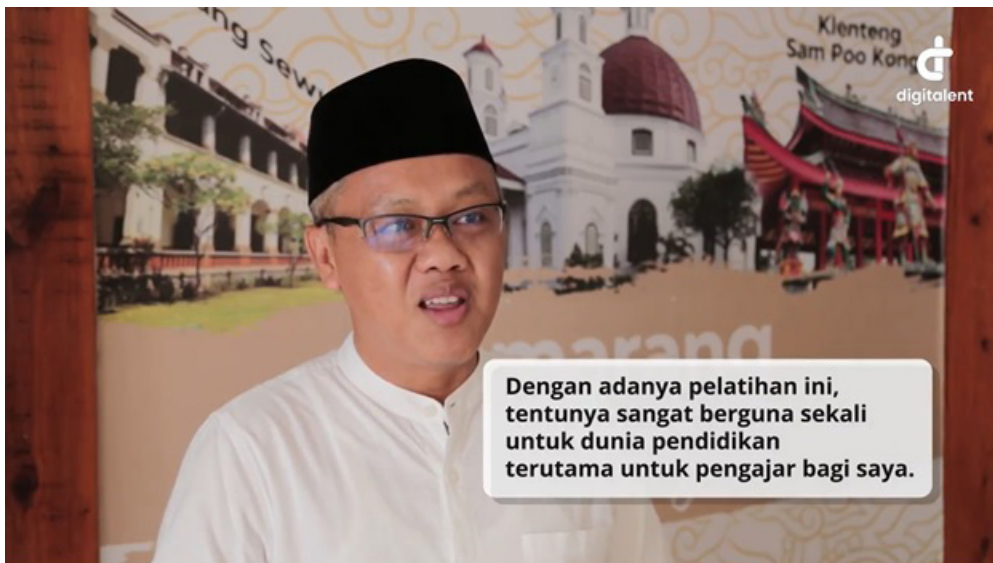 Klenteng
Sam Poo Kong
digitalent
Dengan adanya pelatihan ini,
tentunya sangat berguna sekali
untuk dunia pendidikan
terutama untuk pengajar bagi saya.